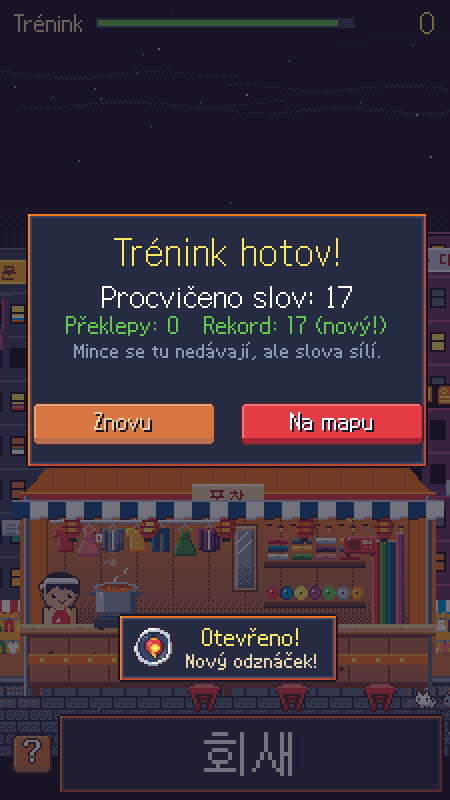 Trénink
0
Trénink hotov!
Procvičeno slov: 17
Překlepy: 0 Rekord: 17 (nový!)
Mince se tu nedávají, ale slova sílí.
Znovu
Na mapu
포차
Otevřeno!
Nový odznáček!
?
회새